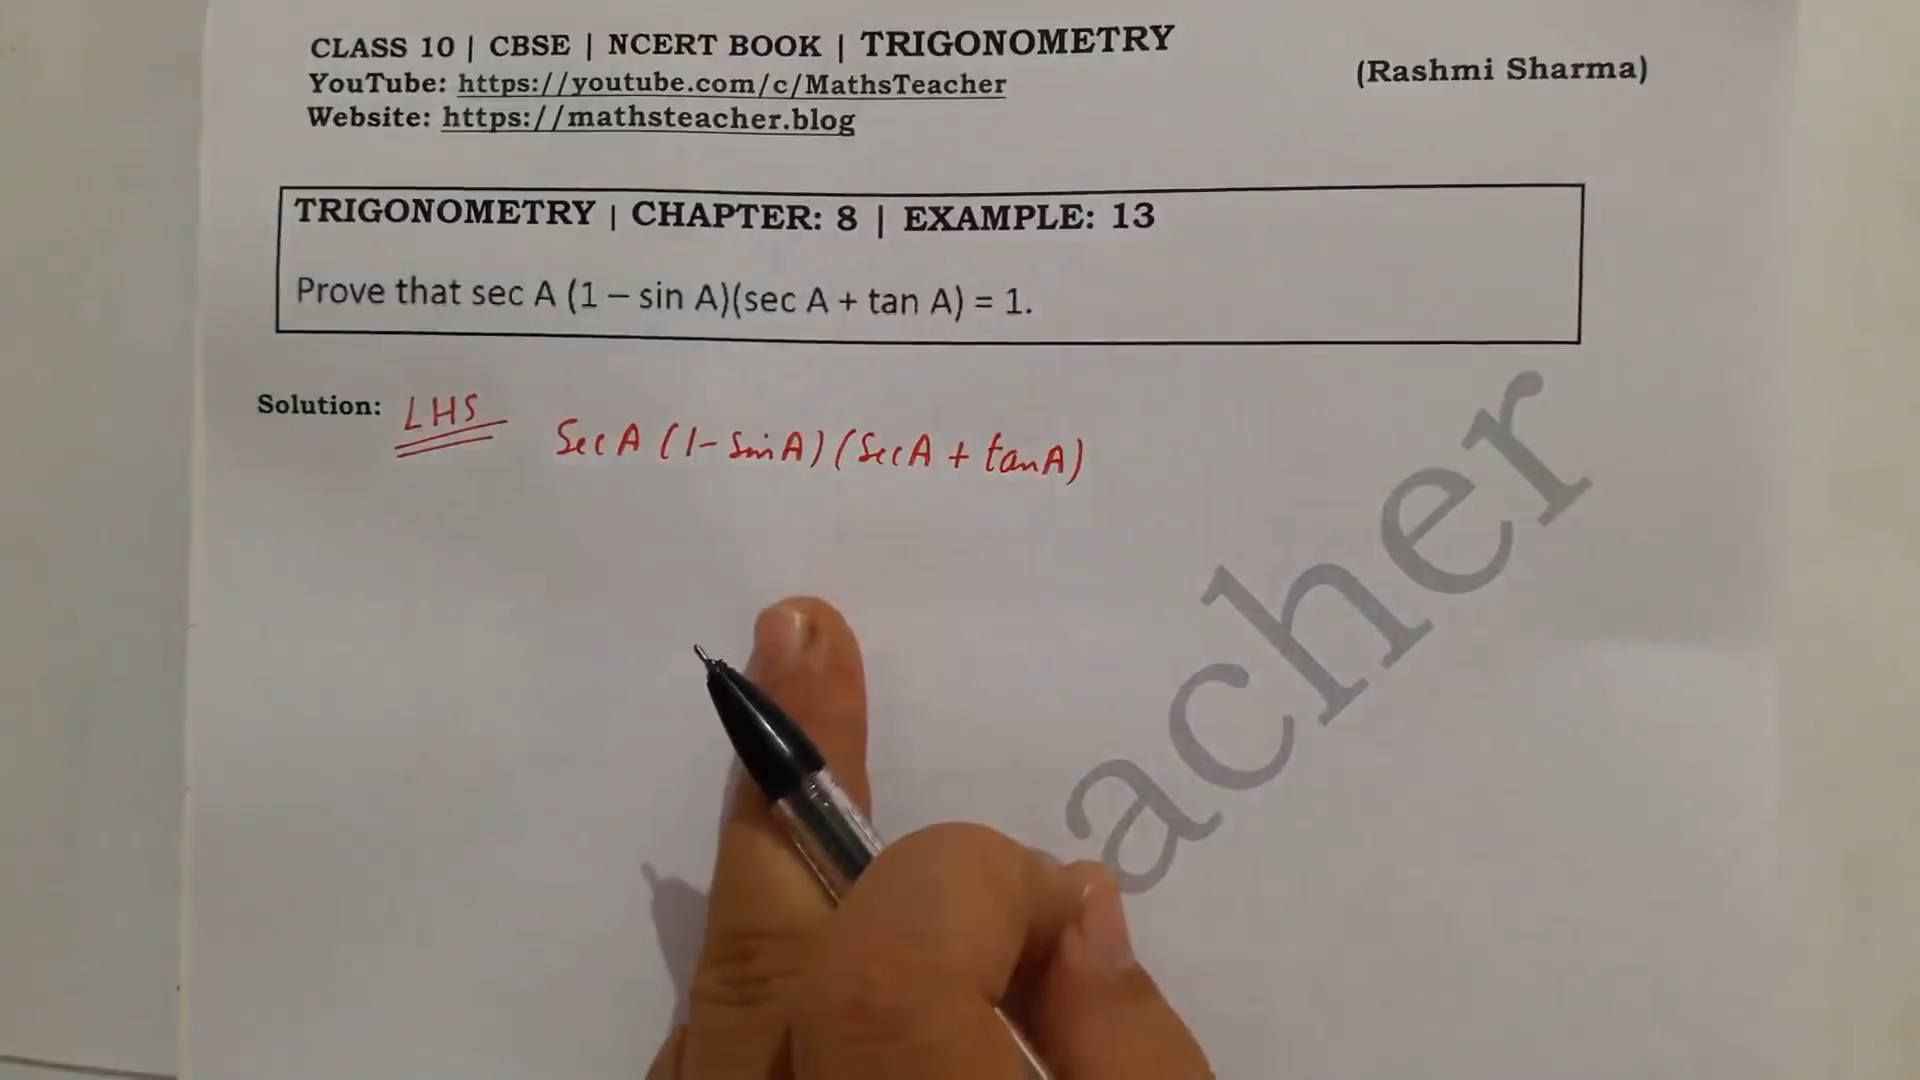 CLASS 10 | CBSE | NCERT BOOK | TRIGONOMETRY
(Rashmi Sharma)
YouTube: https://youtube.com/c/MathsTeacher
Website: https://mathsteacher.blog
TRIGONOMETRY | CHAPTER: 8 | EXAMPLE: 13
Prove that sec A (1 – sin A)(sec A + tan A) = 1.
Solution: LHS
Sec A (1 - Sin A) (Sec A + tan A)
acher